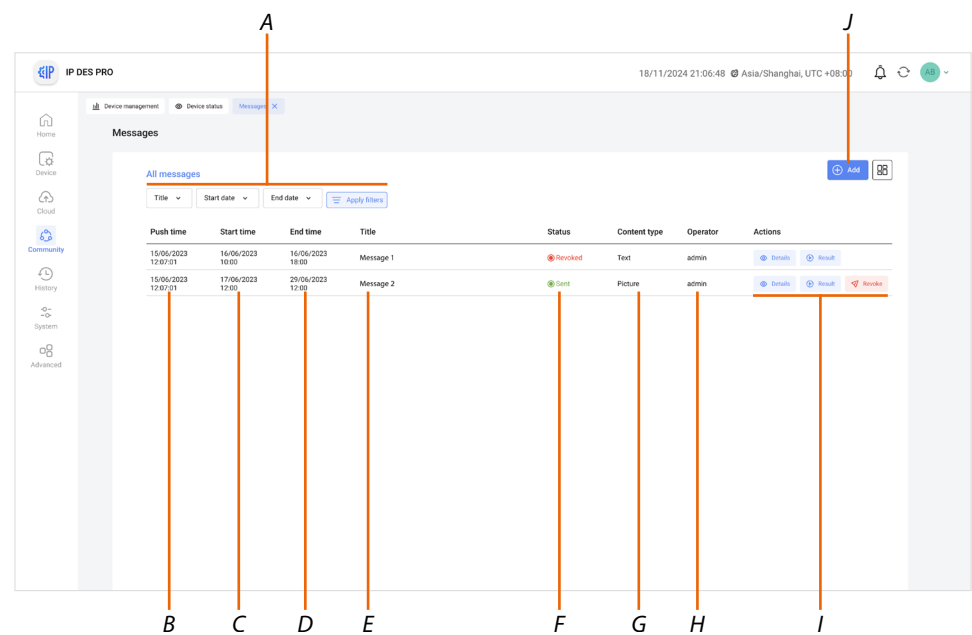 A J
IP IP DES PRO 18/11/2024 21:06:48 Asia/Shanghai, UTC +08:00 AB
Device management Device status Messages ×
Home
Messages
Device
All messages Add
Title Start date End date Apply filters
Cloud
Push time Start time End time Title Status Content type Operator Actions
Community
15/06/2023 12:07:01 16/06/2023 10:00 16/06/2023 18:00 Message 1 Revoked Text admin Details Result
15/06/2023 12:07:01 17/06/2023 12:00 29/06/2023 12:00 Message 2 Sent Picture admin Details Result Revoke
History
System
Advanced
B C D E F G H I